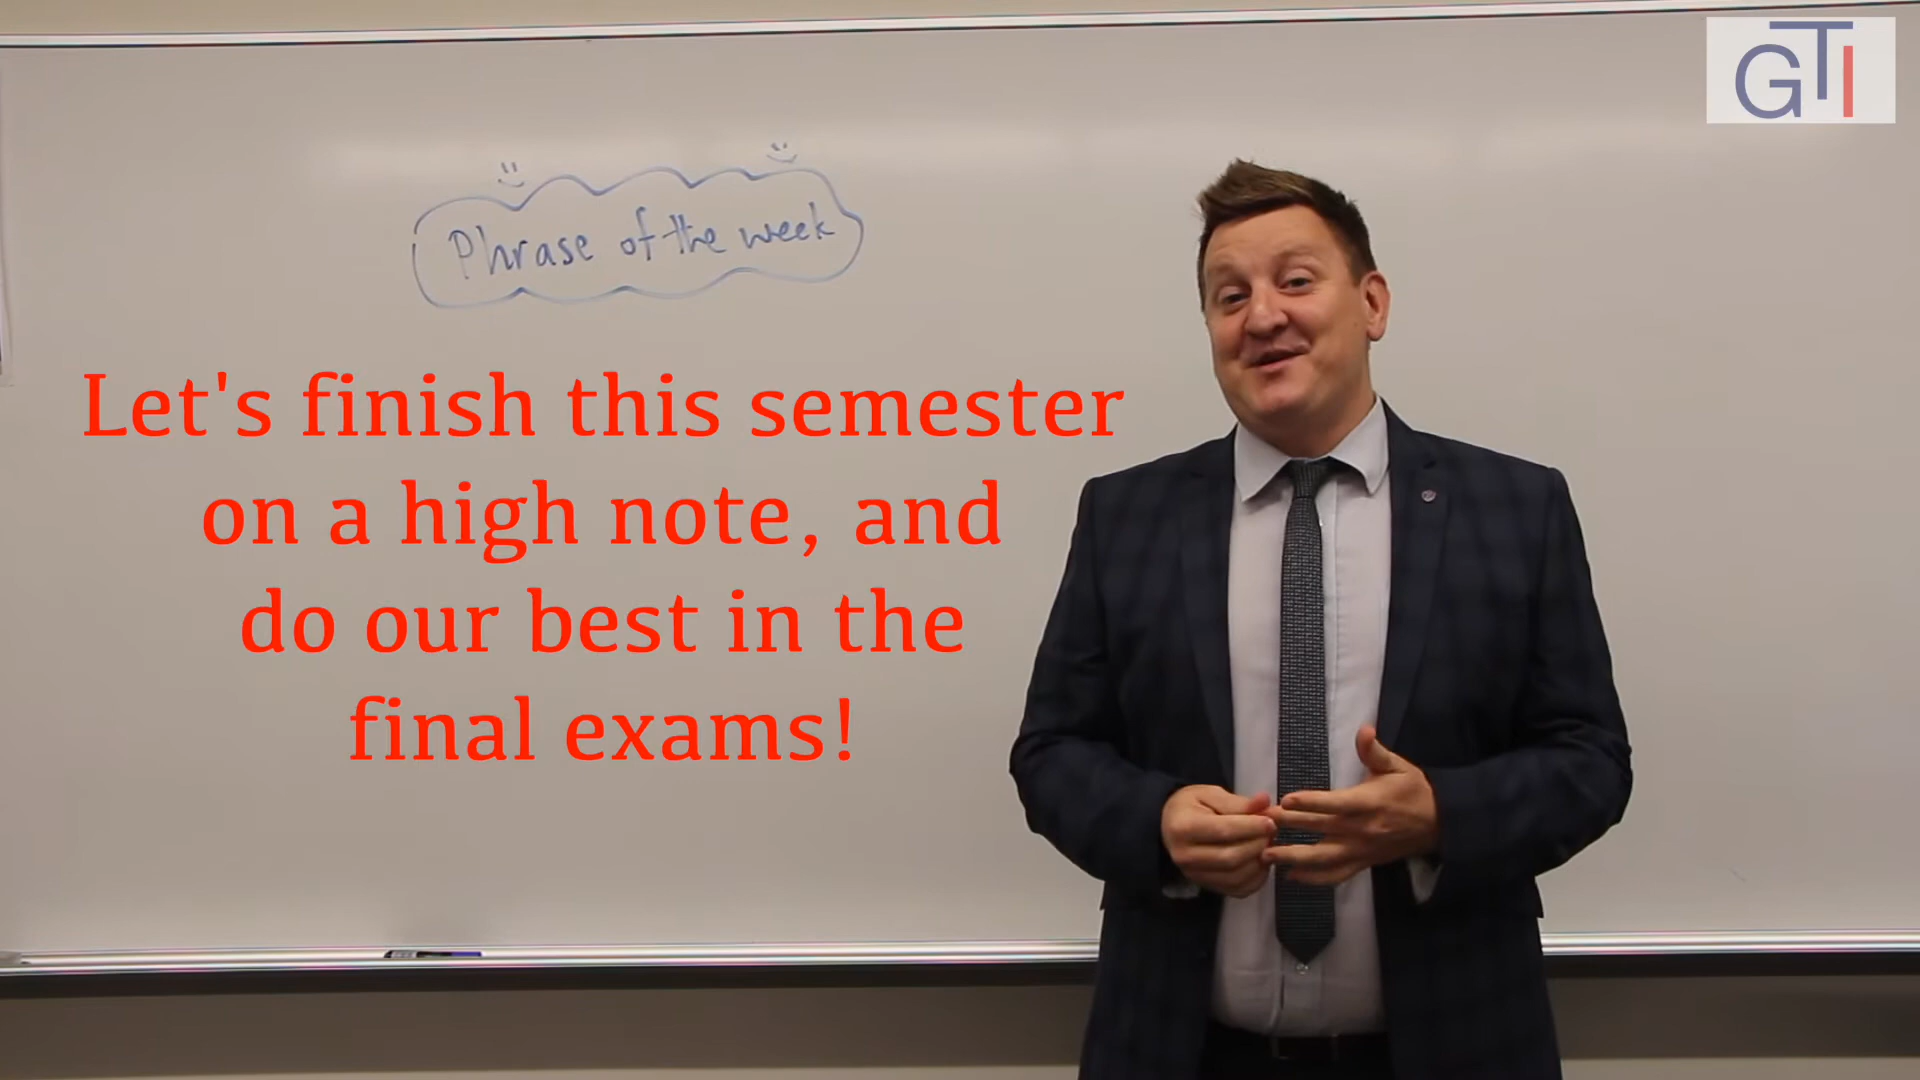 GTI
Phrase of the week
Let's finish this semester
on a high note, and
do our best in the
final exams!